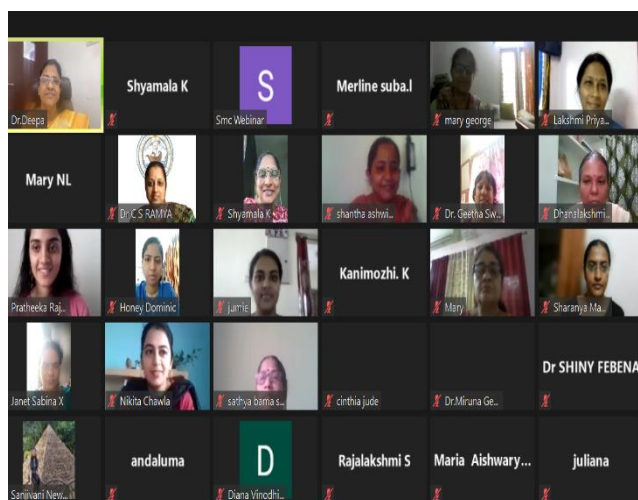 Dr.Deepa
Shyamala K
S
Smc Webinar
Merline suba.l
mary george
Lakshmi Priya...
Mary NL
Dr.C S RAMYA
Shyamala K
shantha ashwi...
Dr. Geetha Sw...
Dhanalakshmi...
Pratheeka Raj...
Honey Dominic
jumie
Kanimozhi. K
Mary
Sharanya Ma...
Janet Sabina X
Nikita Chawla
sathya bama s...
cinthia jude
Dr.Miruna Ge...
Dr SHINY FEBENA
Sanjivani New...
andaluma
D
Diana Vinodhi...
Rajalakshmi S
Maria Aishwary...
juliana